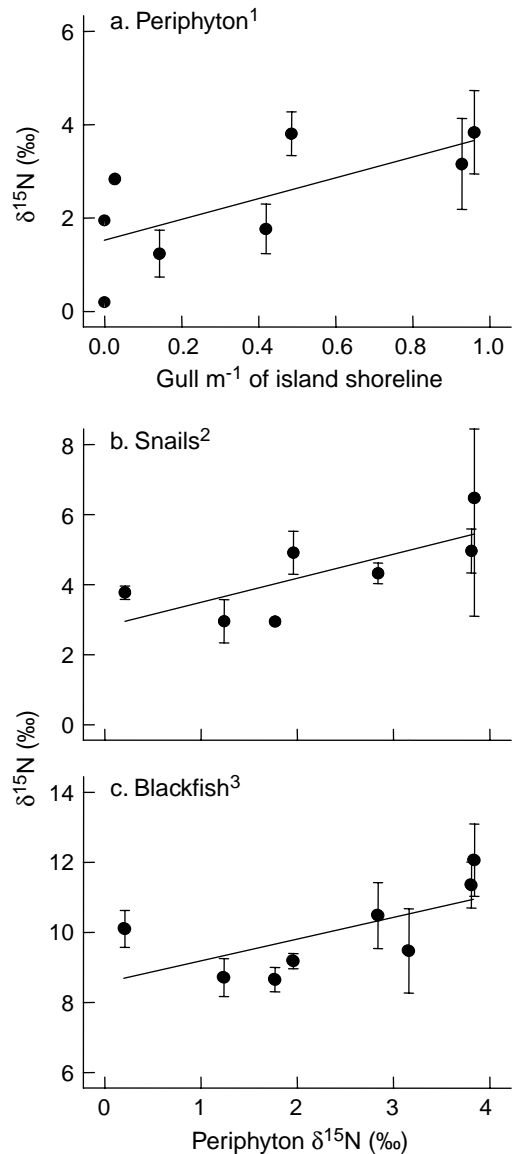 a. Periphyton¹
6
4
2
0
δ¹⁵N (‰)
0.0 0.2 0.4 0.6 0.8 1.0
Gull m⁻¹ of island shoreline
b. Snails²
8
6
4
2
0
δ¹⁵N (‰)
c. Blackfish³
14
12
10
8
6
0 1 2 3 4
Periphyton δ¹⁵N (‰)